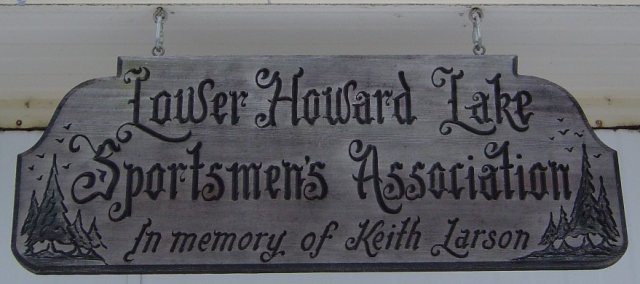 Lower Howard Lake
Sportsmen's Association
In memory of Keith Larson